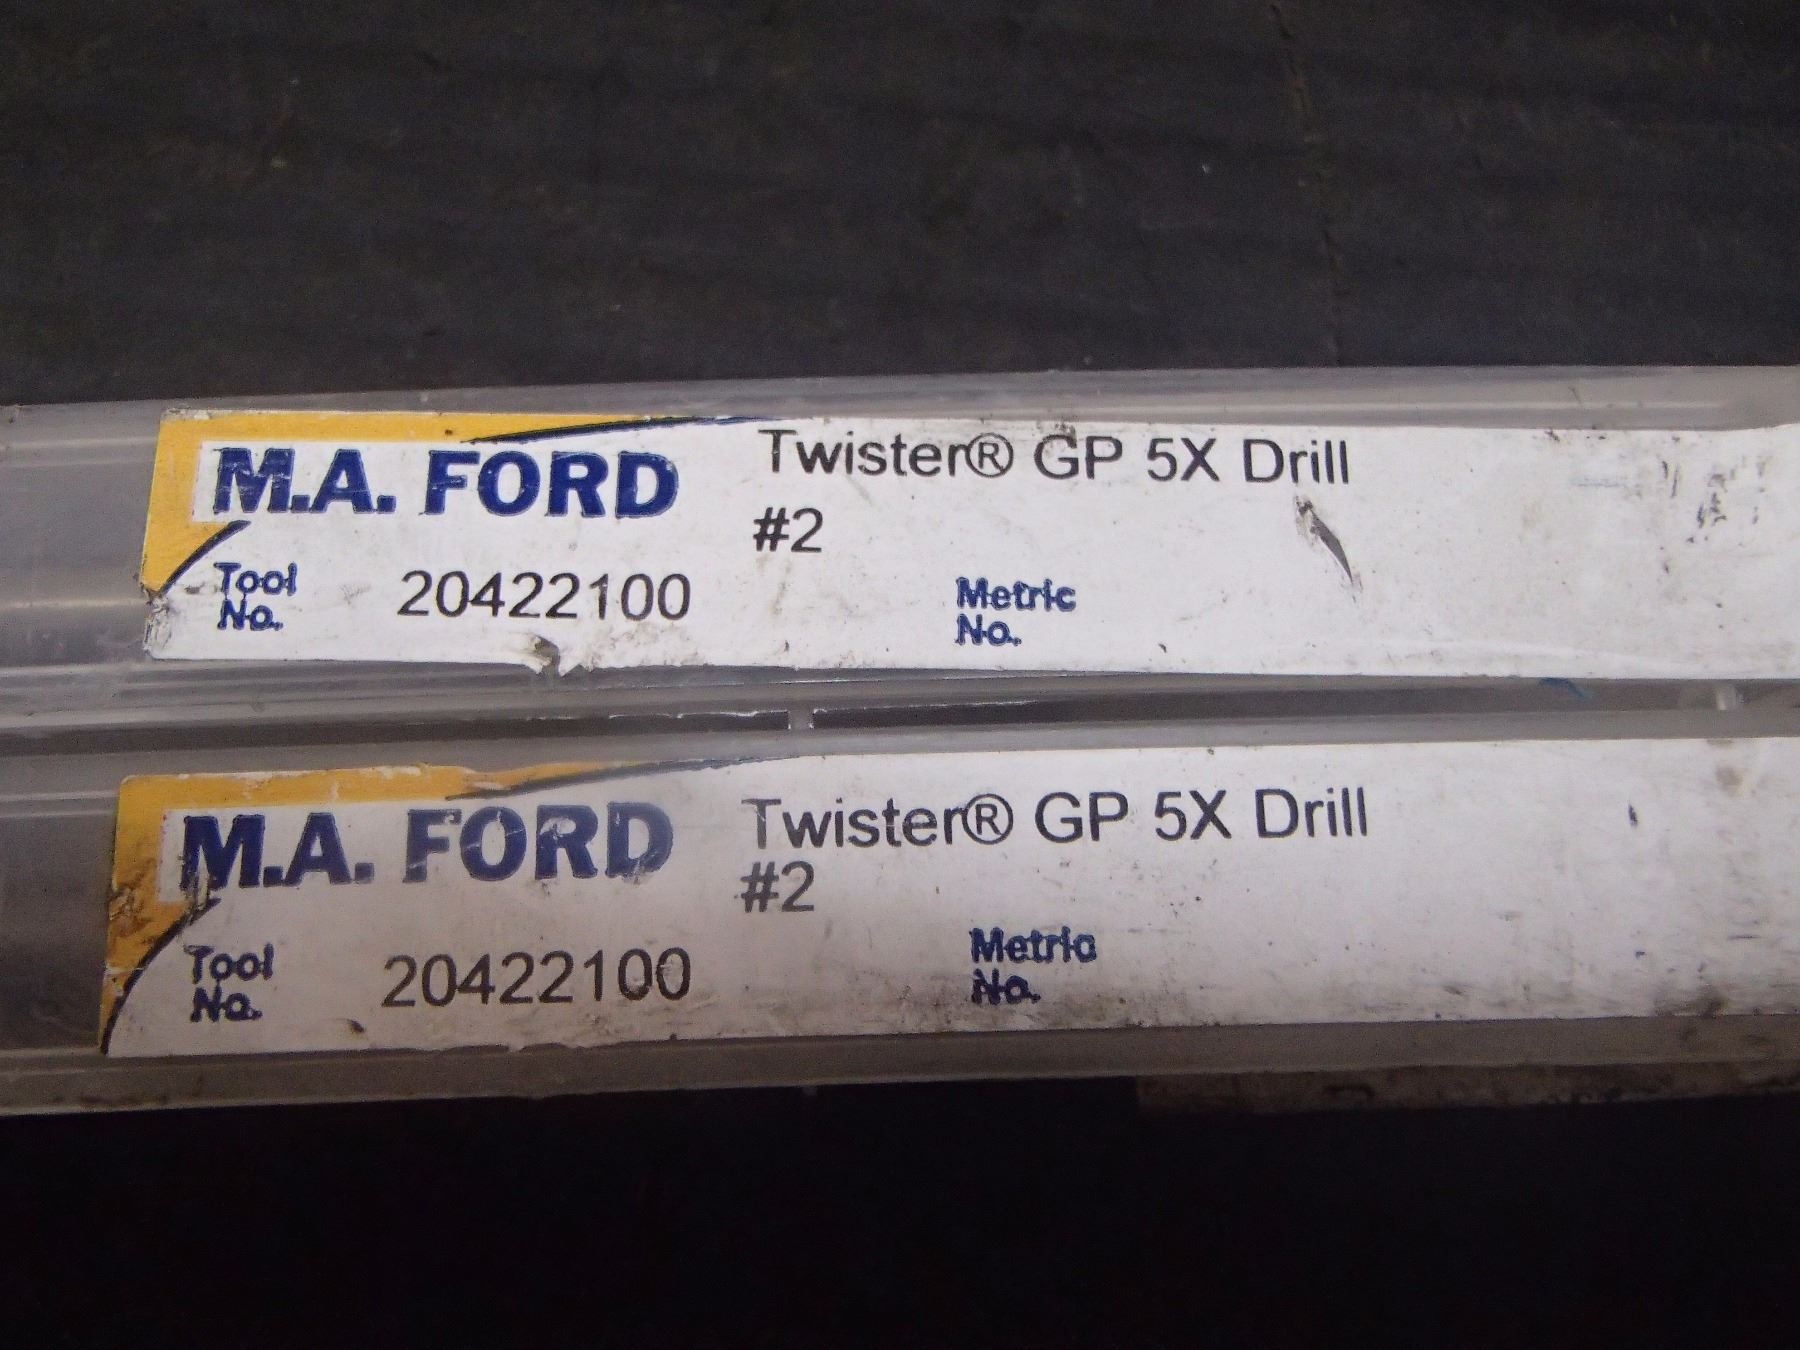 M.A. FORD
Twister® GP 5X Drill
#2
Tool No. 20422100
Metric No.
M.A. FORD
Twister® GP 5X Drill
#2
Tool No. 20422100
Metric No.